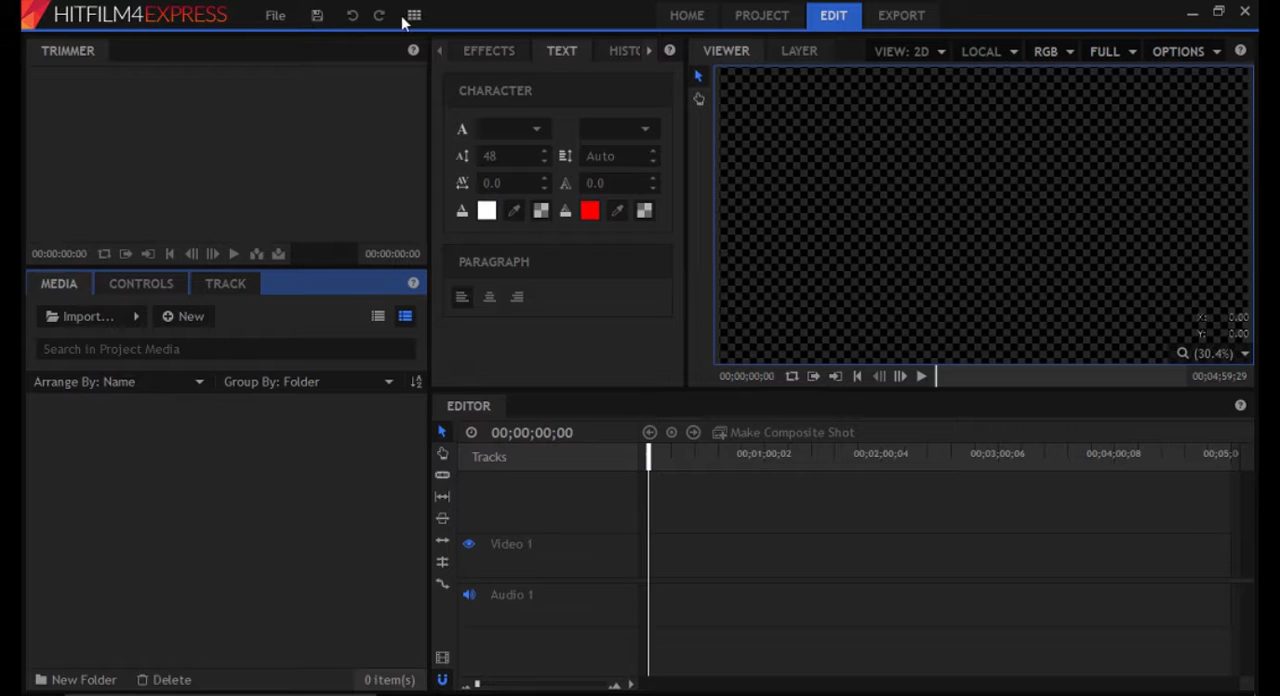 HITFILM4EXPRESS File HOME PROJECT EDIT EXPORT
TRIMMER
00:00:00:00 00:00:00:00
EFFECTS TEXT HISTO
CHARACTER
48 Auto
0.0 0.0
PARAGRAPH
VIEWER LAYER VIEW: 2D LOCAL RGB FULL OPTIONS
X: 0.00
Y: 0.00
(30.4%)
00;00;00;00 00;04;59;29
MEDIA CONTROLS TRACK
Import... New
Search in Project Media
Arrange By: Name Group By: Folder
New Folder Delete 0 item(s)
EDITOR
00;00;00;00 Make Composite Shot
Tracks 00;01;00;02 00;02;00;04 00;03;00;06 00;04;00;08 00;05;0
Video 1
Audio 1